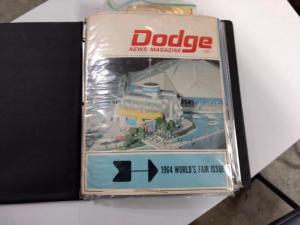 Dodge
NEWS MAGAZINE
1964 WORLD'S FAIR ISSUE